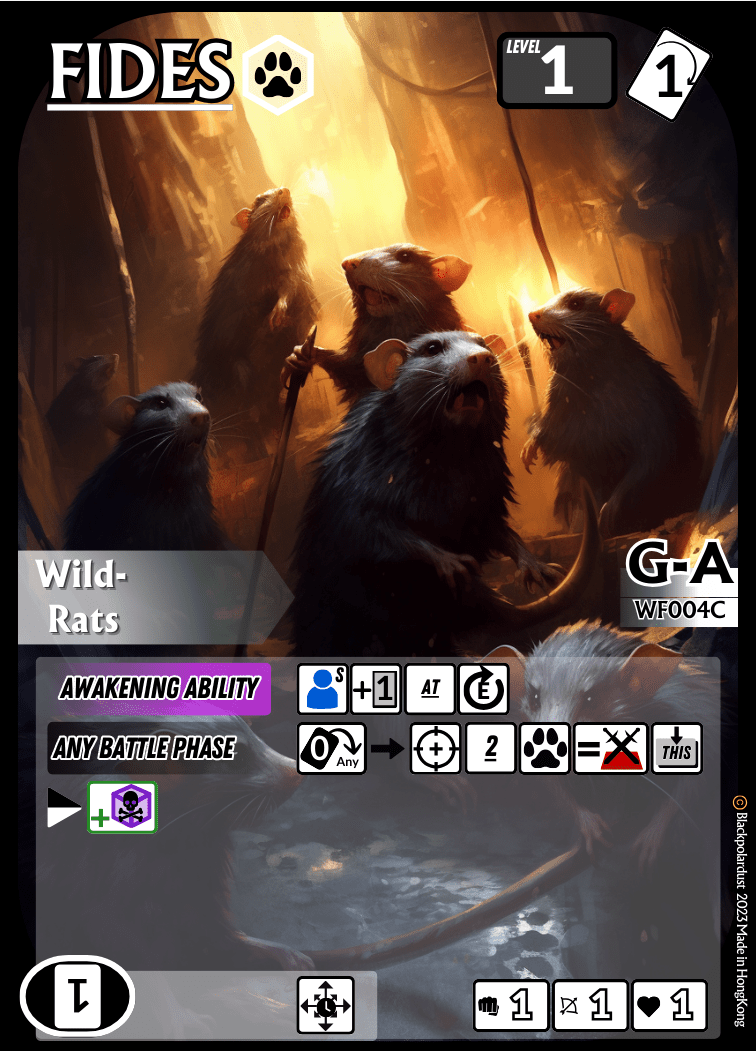 FIDES
LEVEL 1
1
Wild-
Rats
G-A
WF004C
AWAKENING ABILITY S +1 AT E
ANY BATTLE PHASE 0 Any 2 = THIS
+
1
1 1 1
© Blackpolardust 2023 Made in HongKong